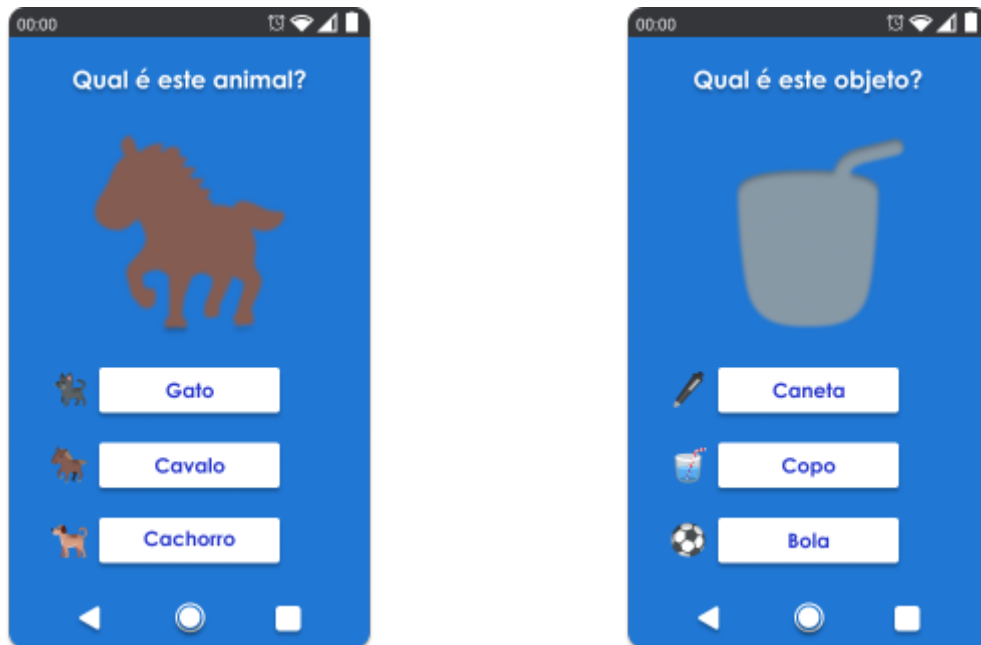 00:00
Qual é este animal?
Gato
Cavalo
Cachorro
00:00
Qual é este objeto?
Caneta
Copo
Bola